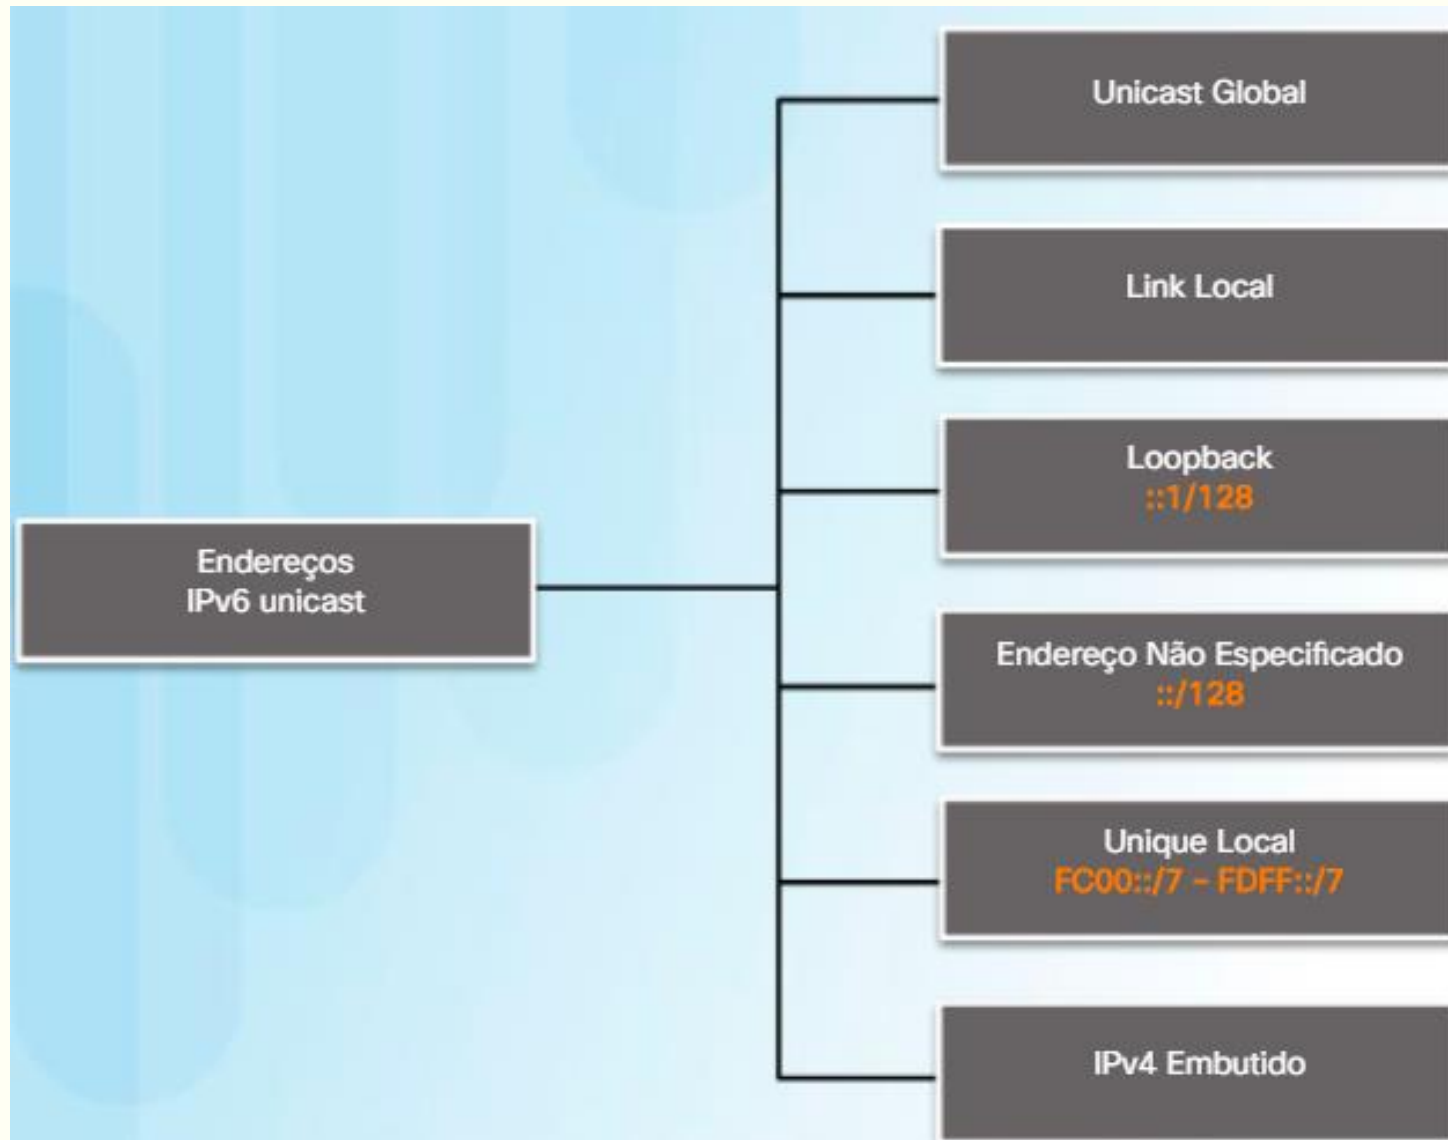 Endereços
IPv6 unicast
Unicast Global
Link Local
Loopback
::1/128
Endereço Não Especificado
::/128
Unique Local
FC00::/7 - FDFF::/7
IPv4 Embutido